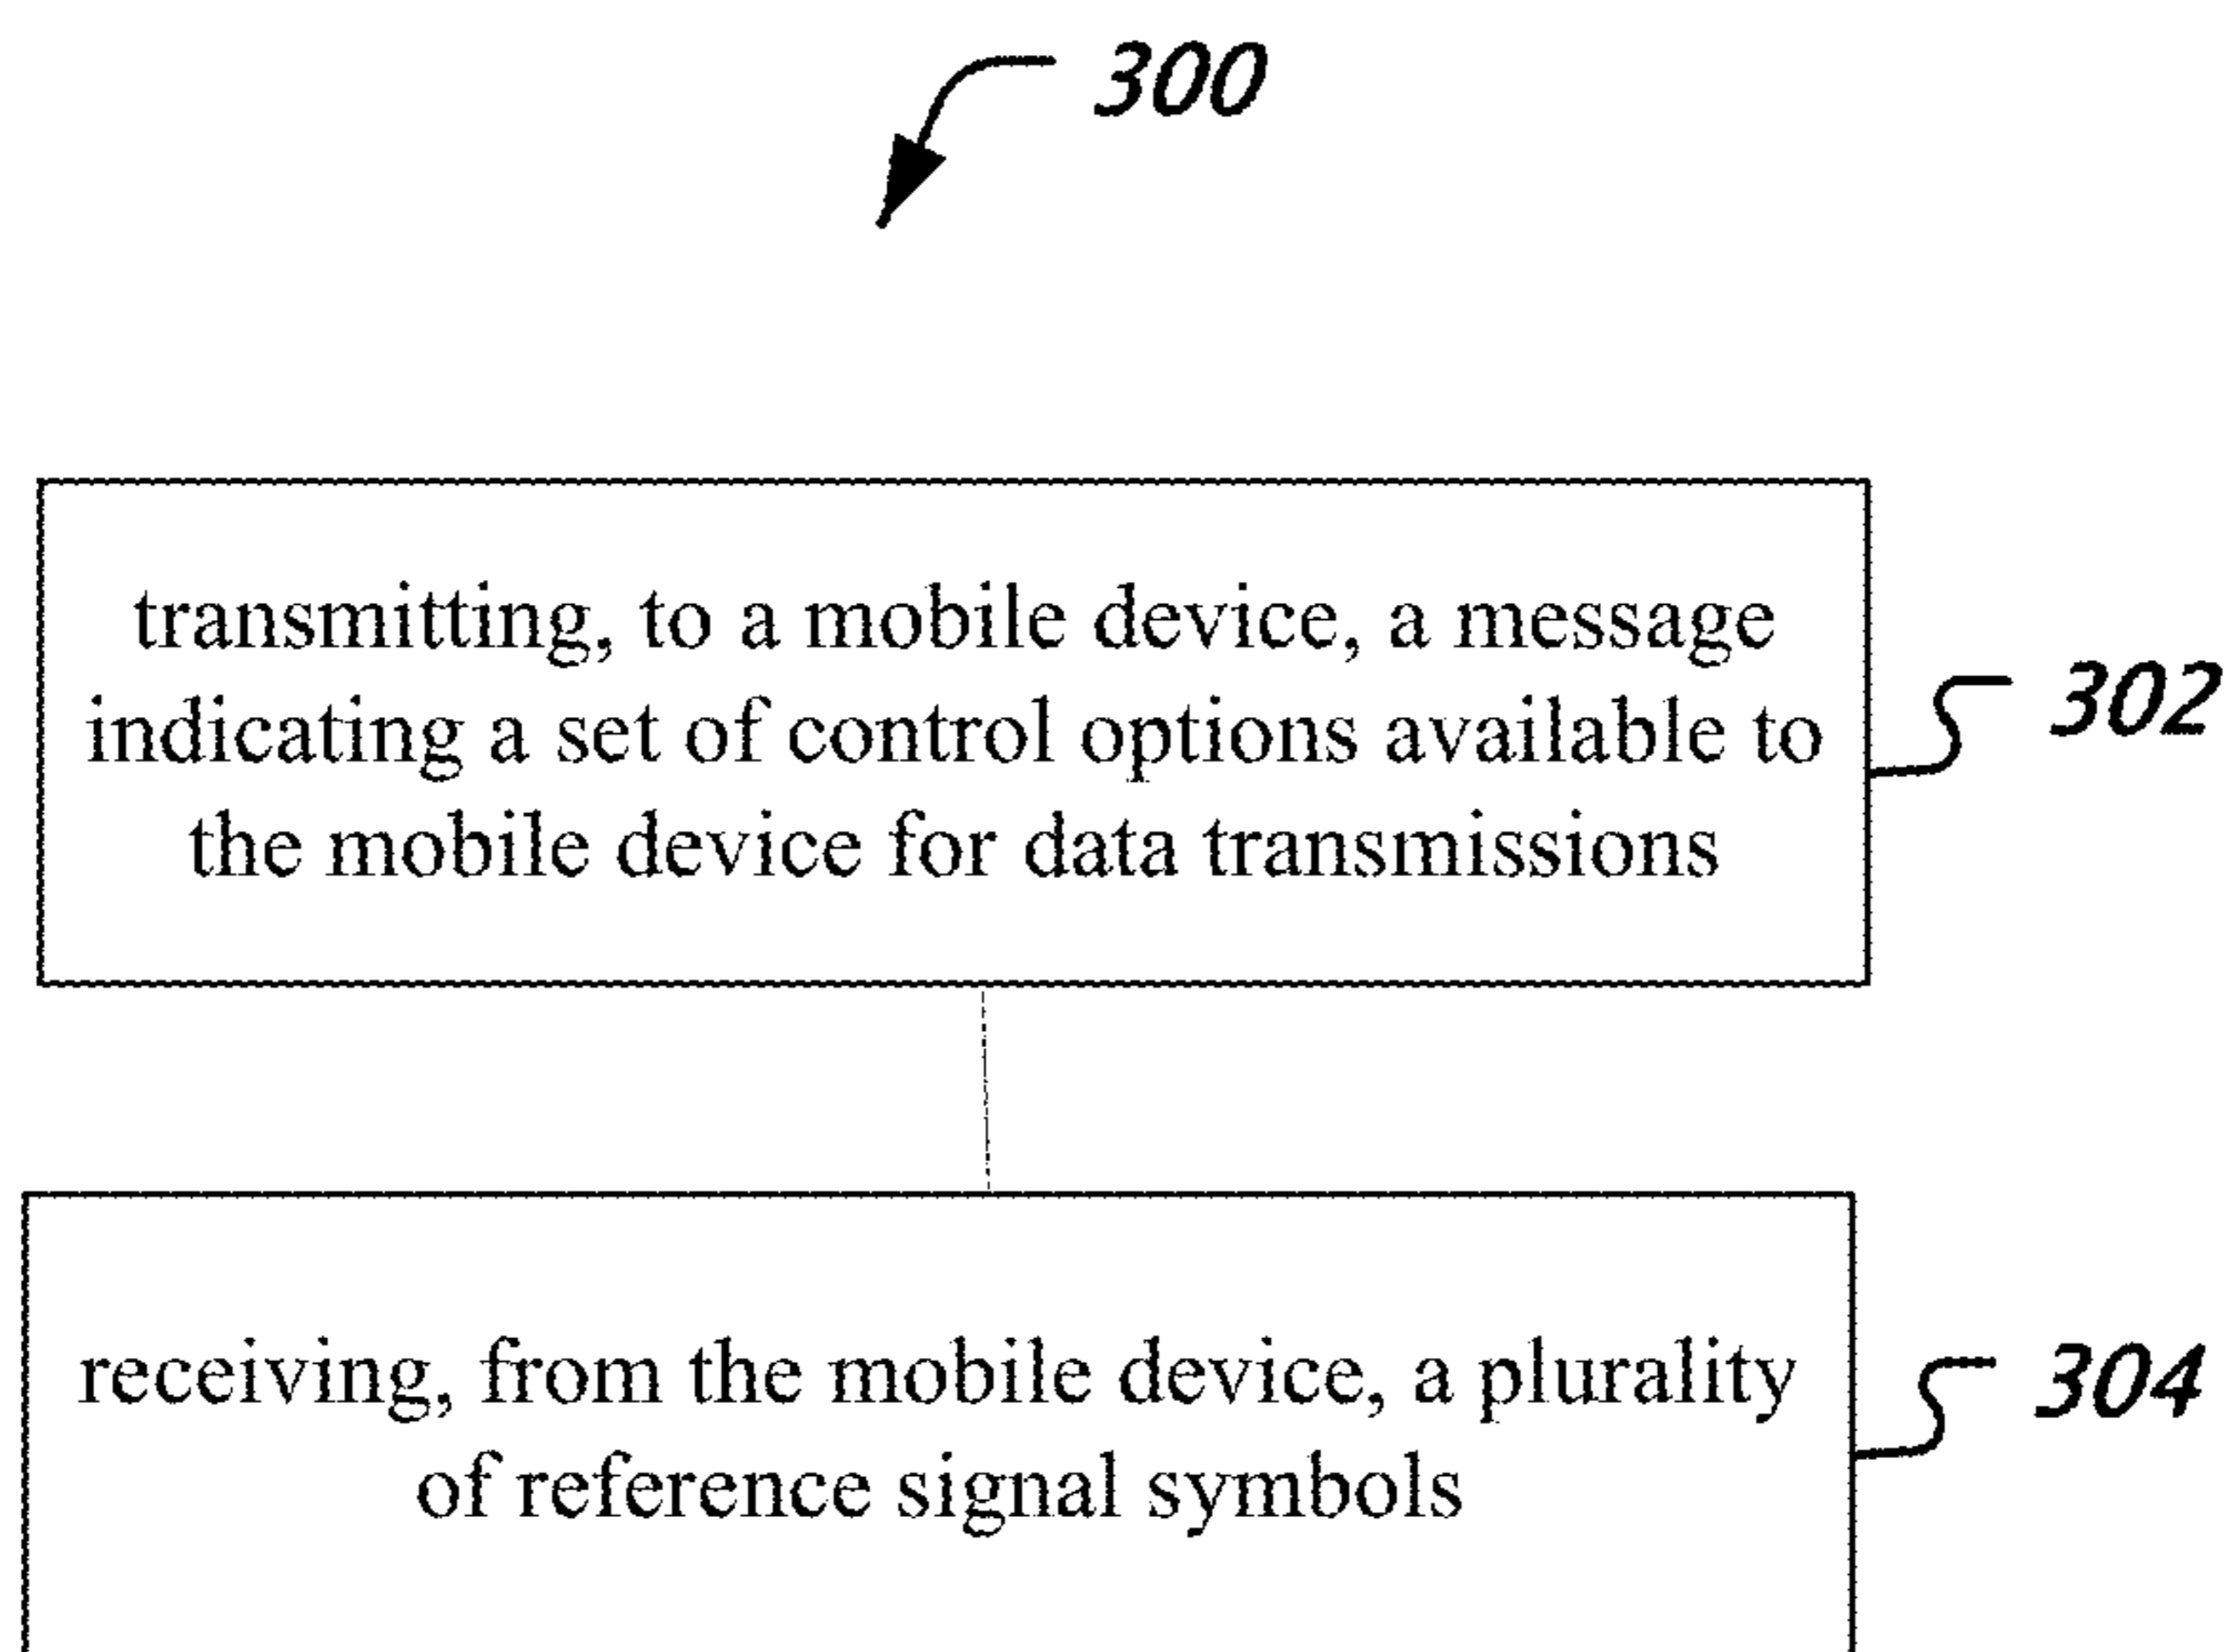 300
transmitting, to a mobile device, a message
indicating a set of control options available to
the mobile device for data transmissions
302
receiving, from the mobile device, a plurality
of reference signal symbols
304